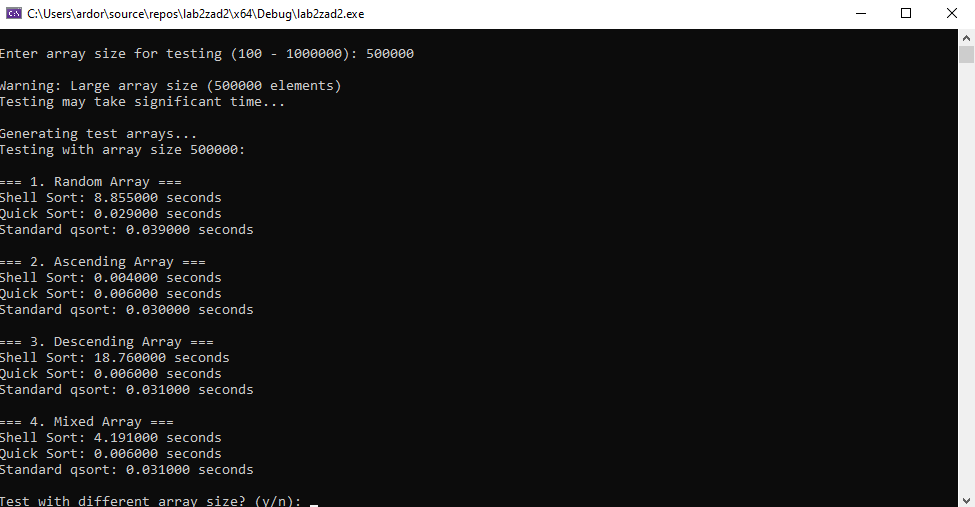 C:\Users\ardor\source\repos\lab2zad2\x64\Debug\lab2zad2.exe
Enter array size for testing (100 - 1000000): 500000
Warning: Large array size (500000 elements)
Testing may take significant time...
Generating test arrays...
Testing with array size 500000:
=== 1. Random Array ===
Shell Sort: 8.855000 seconds
Quick Sort: 0.029000 seconds
Standard qsort: 0.039000 seconds
=== 2. Ascending Array ===
Shell Sort: 0.004000 seconds
Quick Sort: 0.006000 seconds
Standard qsort: 0.030000 seconds
=== 3. Descending Array ===
Shell Sort: 18.760000 seconds
Quick Sort: 0.006000 seconds
Standard qsort: 0.031000 seconds
=== 4. Mixed Array ===
Shell Sort: 4.191000 seconds
Quick Sort: 0.006000 seconds
Standard qsort: 0.031000 seconds
Test with different array size? (y/n):